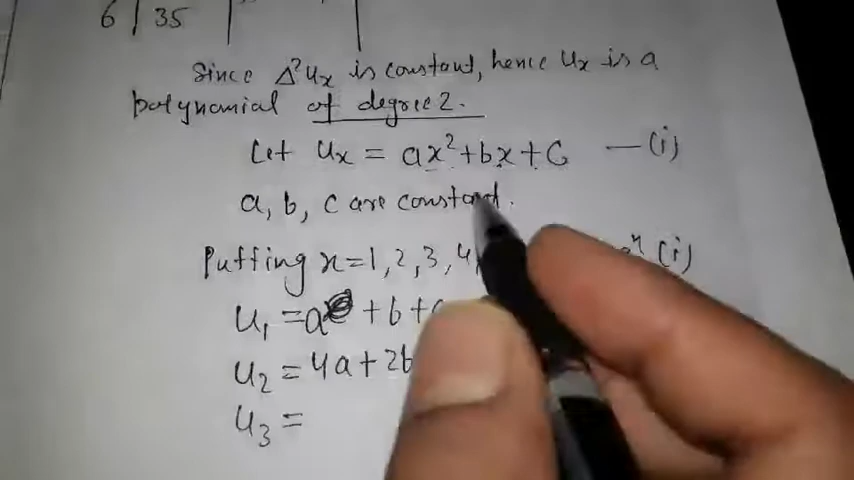 6 | 35
Since Δ²Ux is constant, hence Ux is a
polynomial of degree 2.
Let Ux = ax² + bx + C —(i)
a, b, c are constant.
Putting x=1, 2, 3, 4, (i)
U₁ = a + b +
U₂ = 4a + 2b
U₃ =